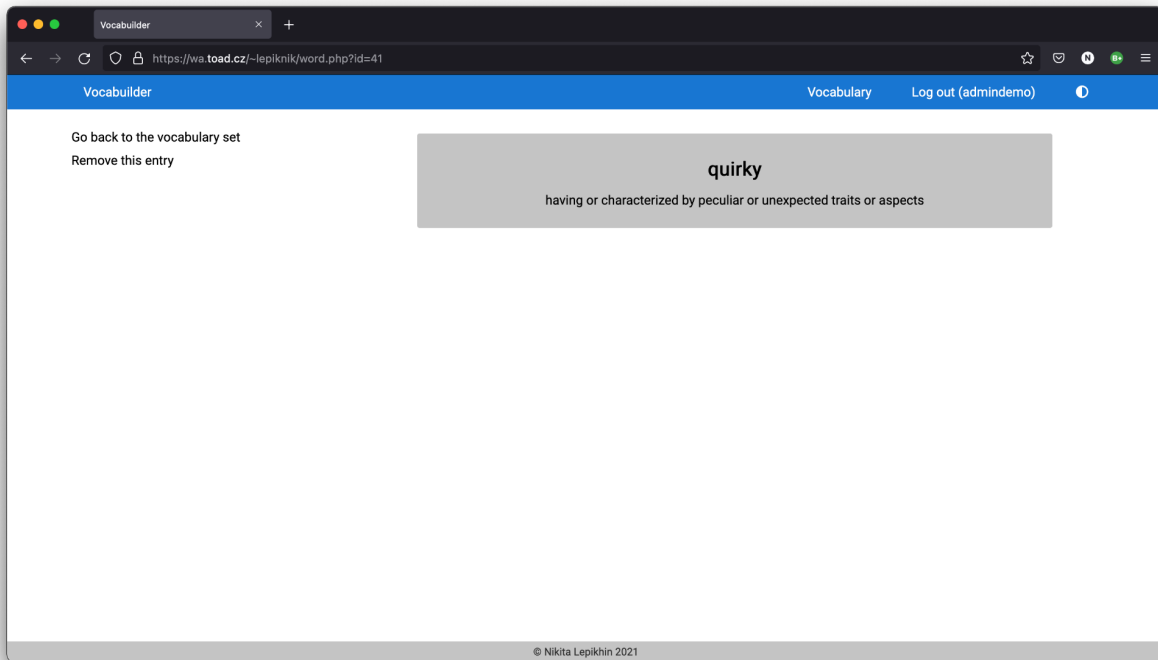 Vocabuilder
https://wa.toad.cz/~lepiknik/word.php?id=41
N
B+
Vocabuilder
Vocabulary
Log out (admindemo)
Go back to the vocabulary set
Remove this entry
quirky
having or characterized by peculiar or unexpected traits or aspects
© Nikita Lepikhin 2021